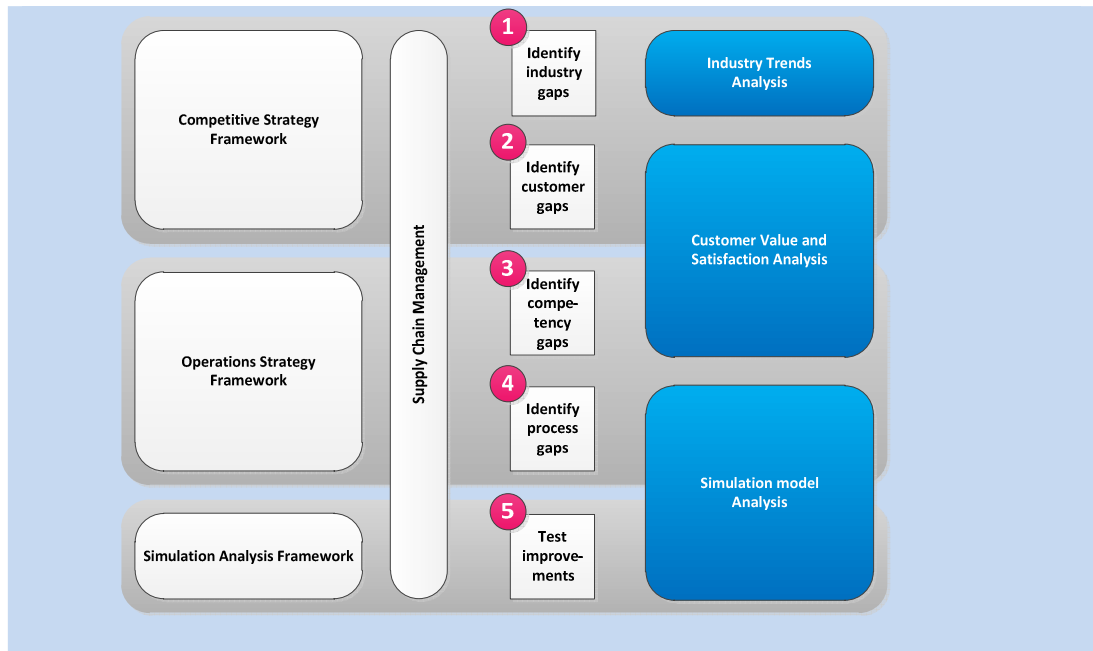 1
Identify
industry
gaps
Industry Trends
Analysis
Competitive Strategy
Framework
2
Identify
customer
gaps
Customer Value and
Satisfaction Analysis
Supply Chain Management
3
Identify
compe-
tency
gaps
Operations Strategy
Framework
4
Identify
process
gaps
Simulation model
Analysis
Simulation Analysis Framework
5
Test
improve-
ments